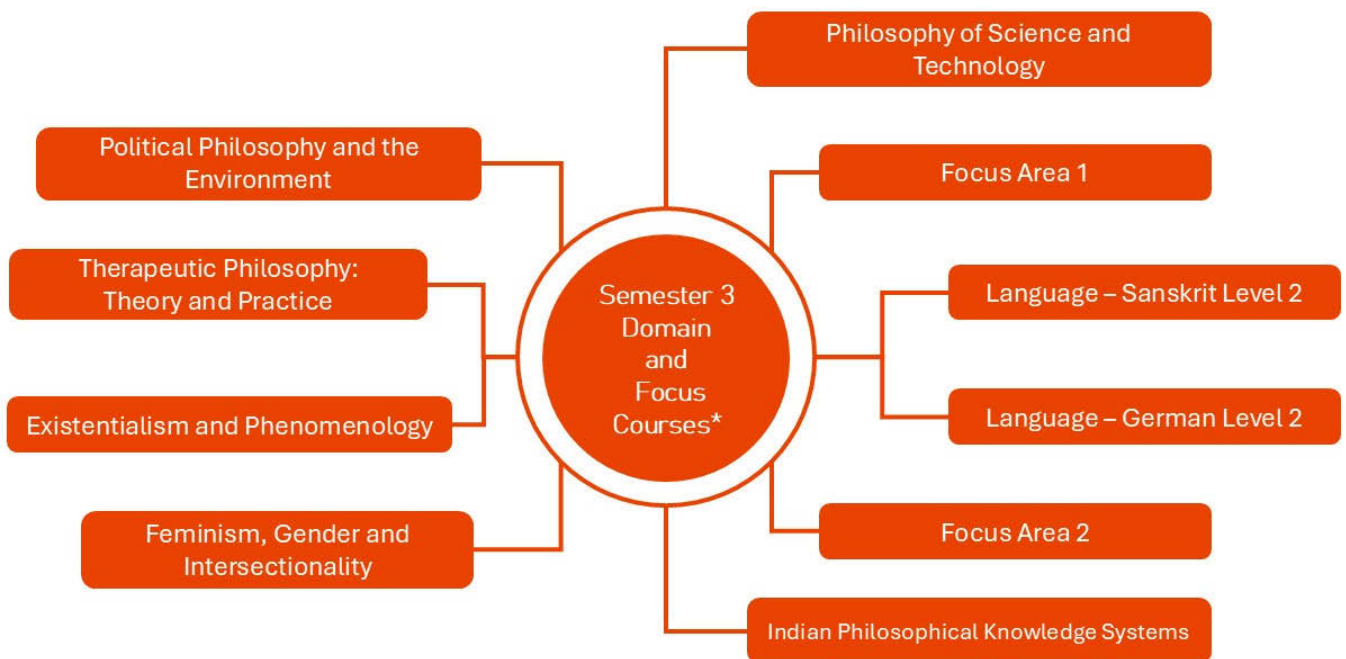 Philosophy of Science and
Technology
Political Philosophy and the
Environment
Focus Area 1
Therapeutic Philosophy:
Theory and Practice
Semester 3
Domain
and
Focus
Courses*
Language – Sanskrit Level 2
Existentialism and Phenomenology
Language – German Level 2
Feminism, Gender and
Intersectionality
Focus Area 2
Indian Philosophical Knowledge Systems